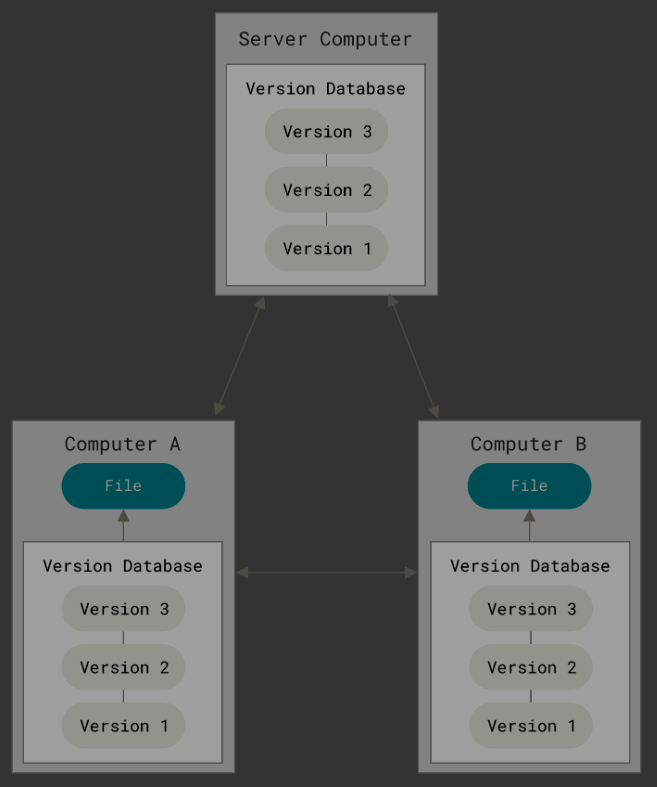 Server Computer
Version Database
Version 3
Version 2
Version 1
Computer A
File
Version Database
Version 3
Version 2
Version 1
Computer B
File
Version Database
Version 3
Version 2
Version 1